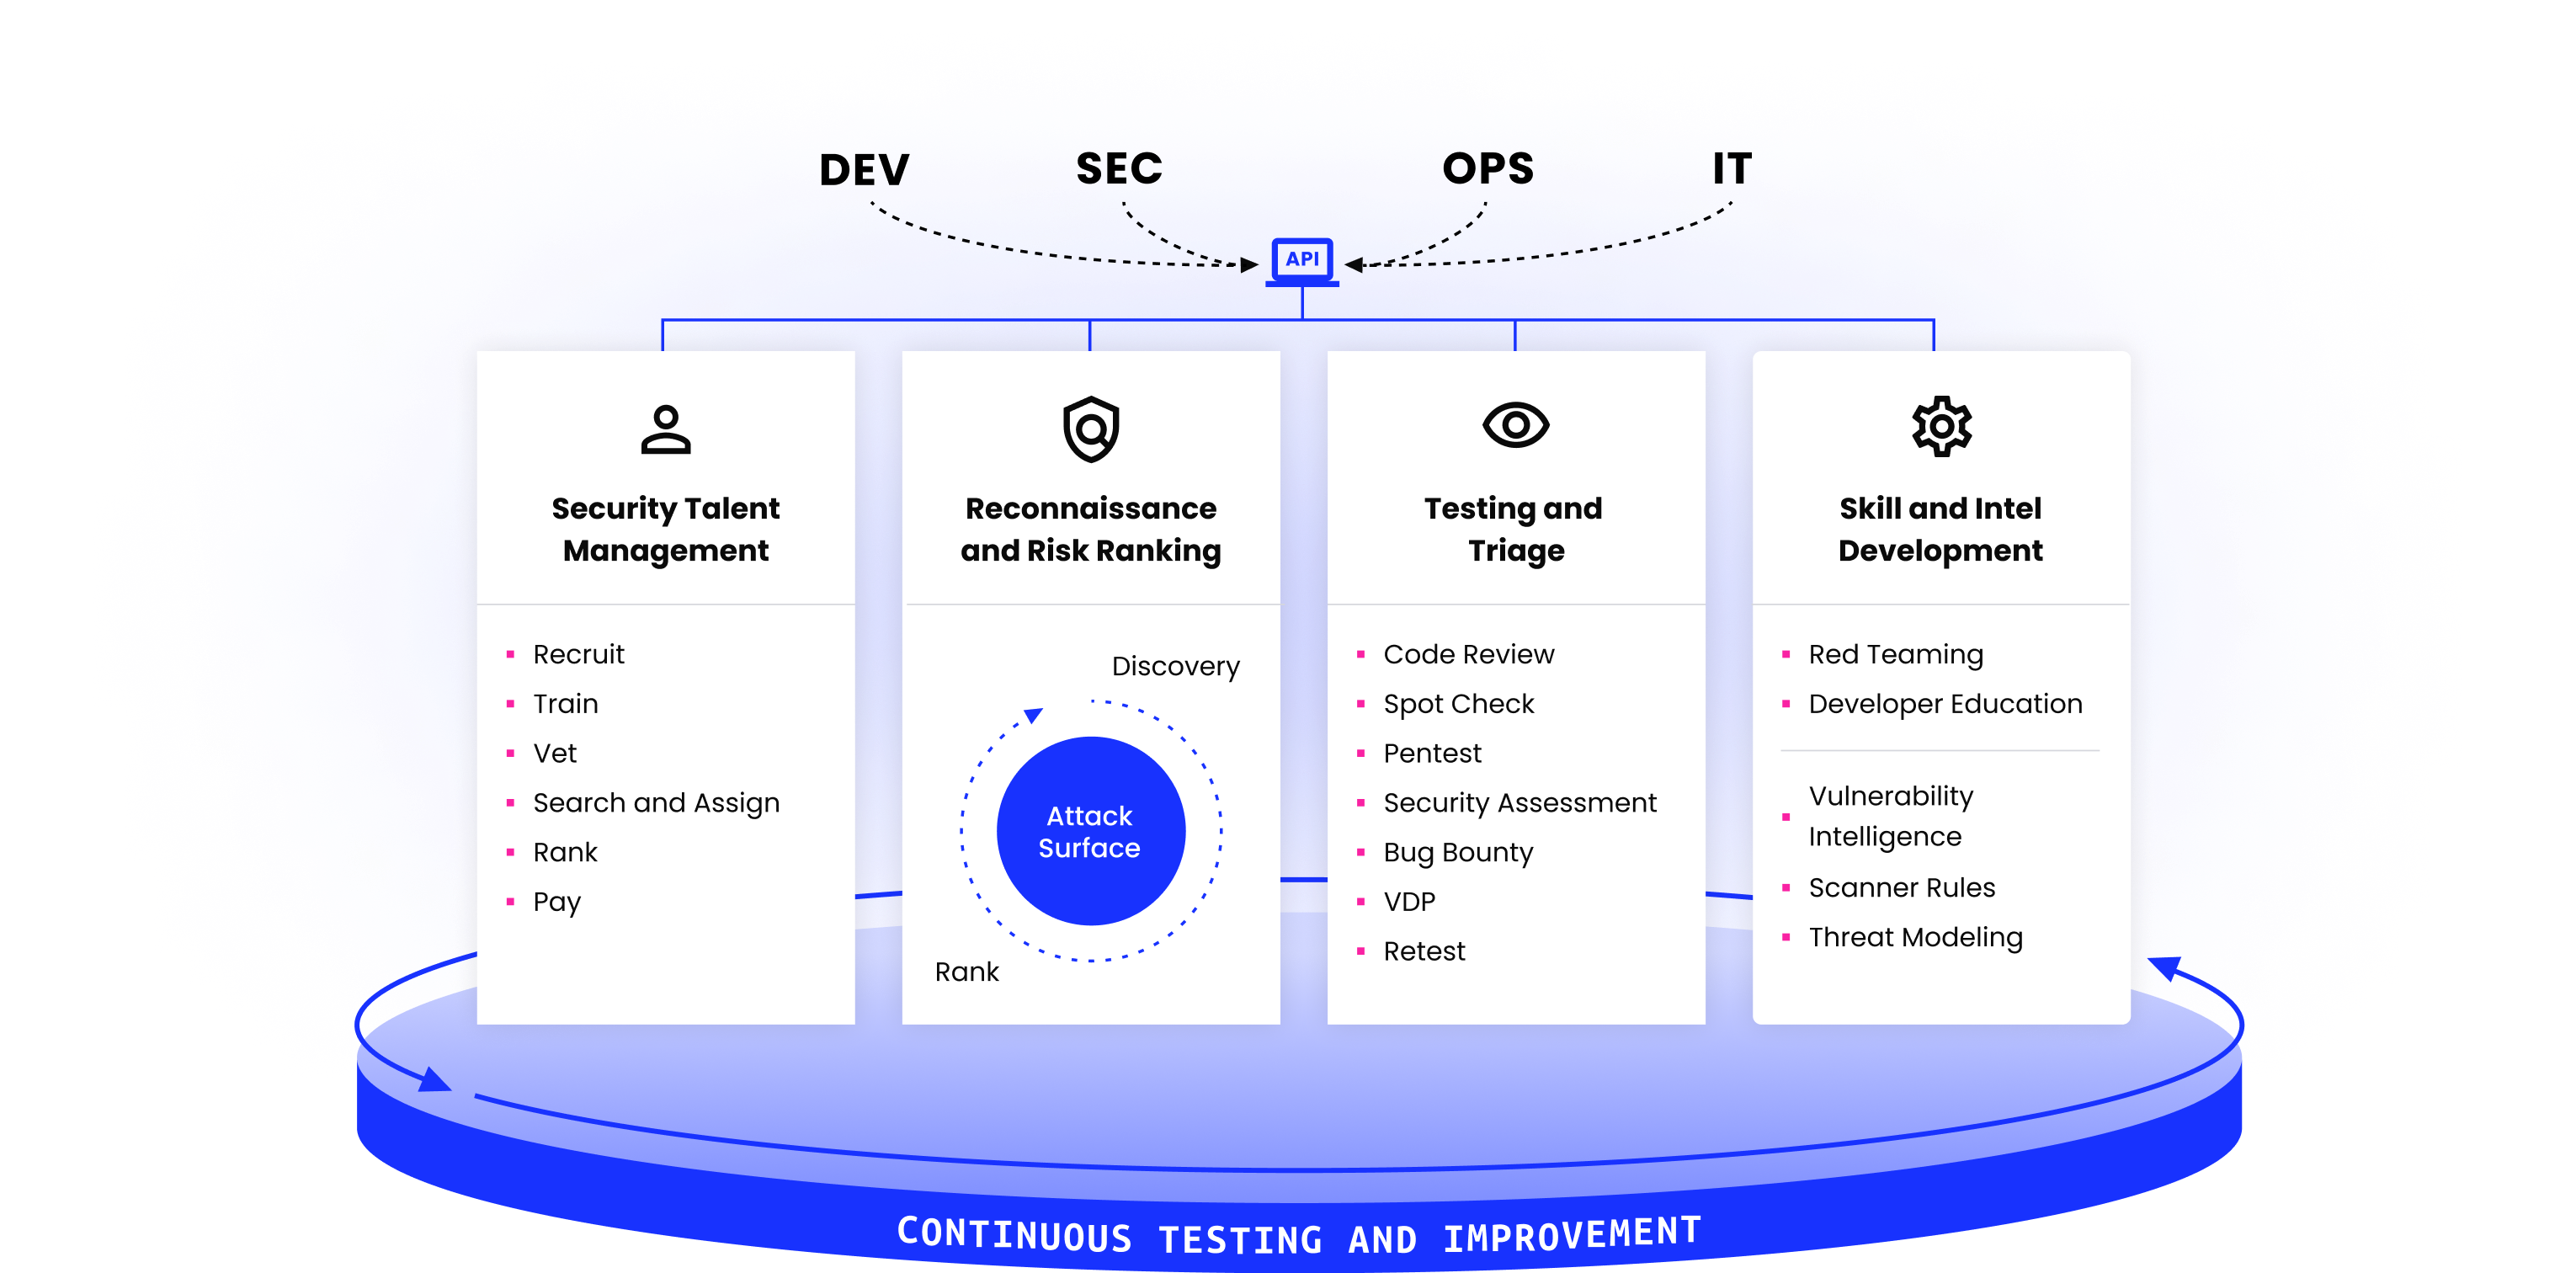 DEV
SEC
OPS
IT
API
Security Talent
Management
Recruit
Train
Vet
Search and Assign
Rank
Pay
Reconnaissance
and Risk Ranking
Discovery
Attack
Surface
Rank
Testing and
Triage
Code Review
Spot Check
Pentest
Security Assessment
Bug Bounty
VDP
Retest
Skill and Intel
Development
Red Teaming
Developer Education
Vulnerability
Intelligence
Scanner Rules
Threat Modeling
CONTINUOUS TESTING AND IMPROVEMENT